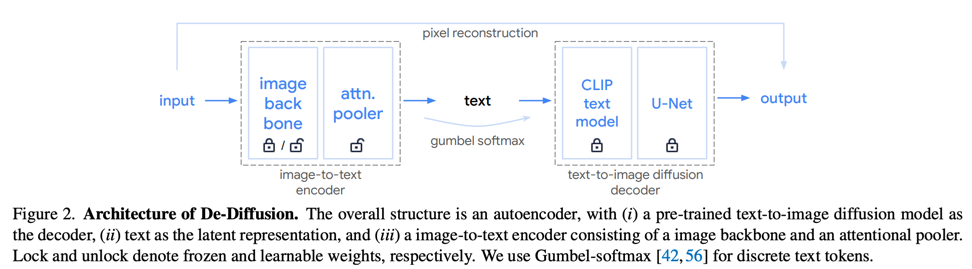 pixel reconstruction
input
image
back
bone
/
attn.
pooler
text
gumbel softmax
CLIP
text
model
U-Net
output
image-to-text
encoder
text-to-image diffusion
decoder
Figure 2. Architecture of De-Diffusion. The overall structure is an autoencoder, with (i) a pre-trained text-to-image diffusion model as
the decoder, (ii) text as the latent representation, and (iii) a image-to-text encoder consisting of a image backbone and an attentional pooler.
Lock and unlock denote frozen and learnable weights, respectively. We use Gumbel-softmax [42,56] for discrete text tokens.